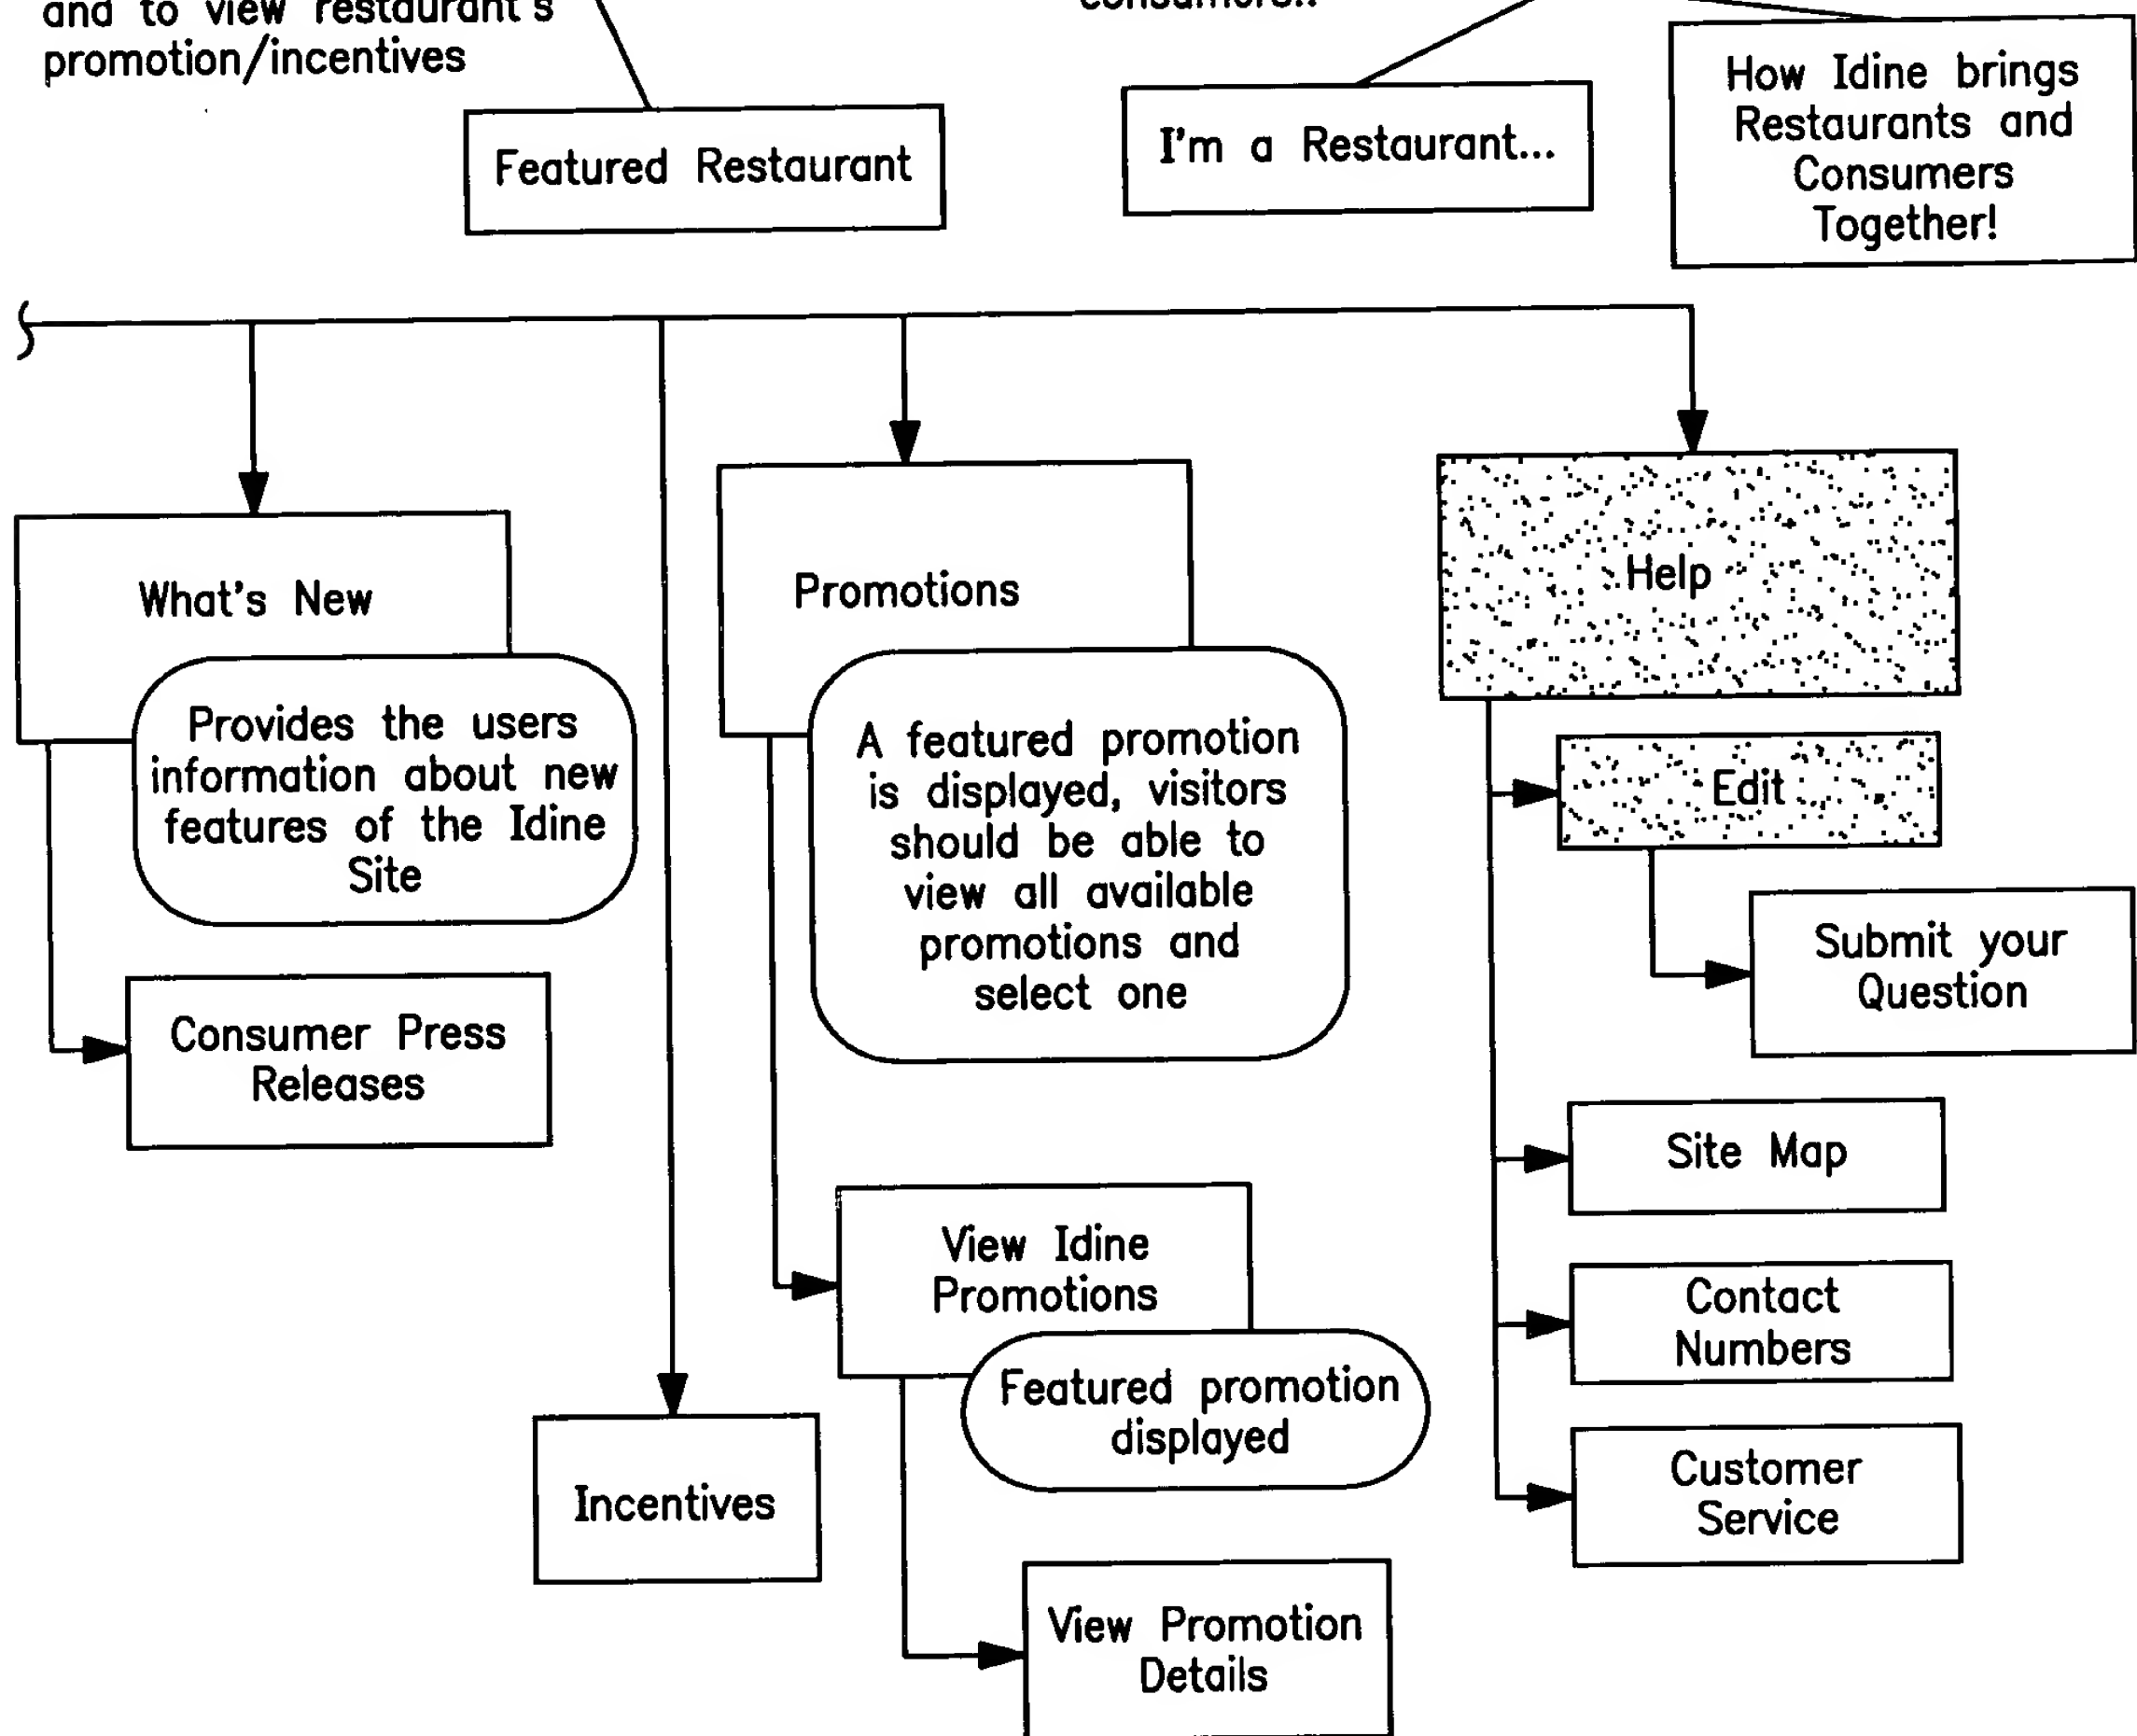 and to view restaurant's
promotion/incentives
consumers..
Featured Restaurant
I'm a Restaurant...
How Idine brings
Restaurants and
Consumers
Together!
What's New
Provides the users
information about new
features of the Idine
Site
Consumer Press
Releases
Incentives
Promotions
A featured promotion
is displayed, visitors
should be able to
view all available
promotions and
select one
View Idine
Promotions
Featured promotion
displayed
View Promotion
Details
Help
Edit
Submit your
Question
Site Map
Contact
Numbers
Customer
Service